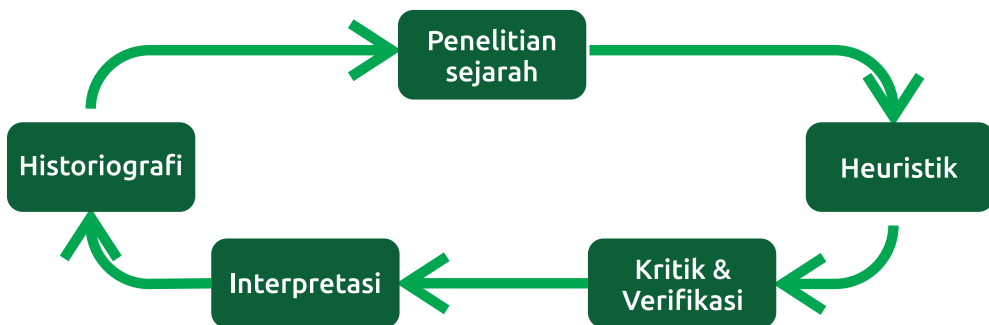 Penelitian
sejarah
Historiografi
Heuristik
Interpretasi
Kritik &
Verifikasi